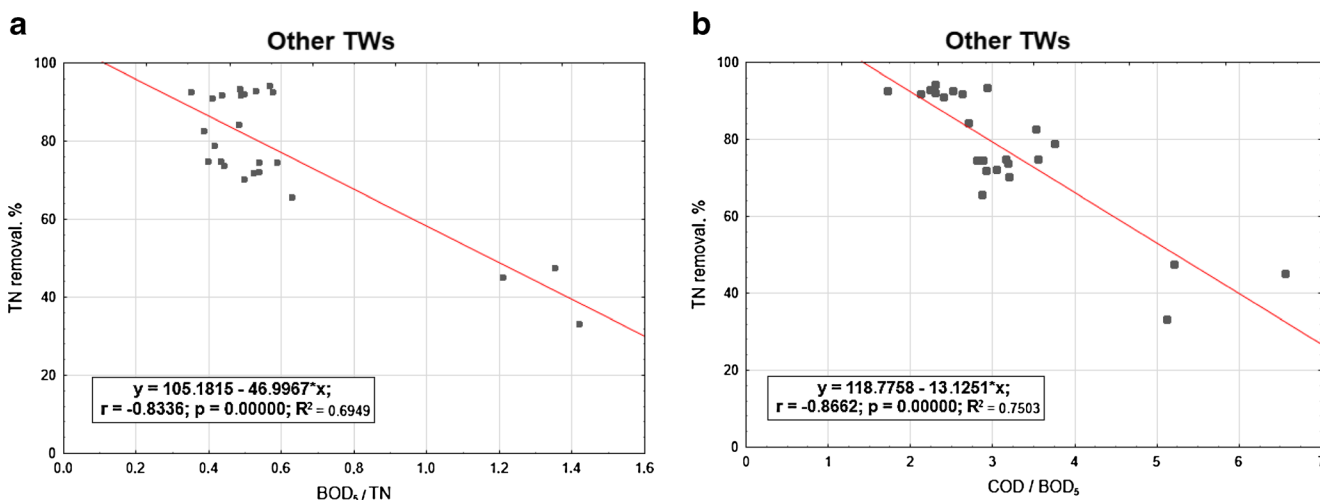 a
Other TWs
TN removal. %
100
80
60
40
20
0
0.0 0.2 0.4 0.6 0.8 1.0 1.2 1.4 1.6
BOD₅ / TN
y = 105.1815 - 46.9967*x;
r = -0.8336; p = 0.00000; R² = 0.6949
b
Other TWs
TN removal. %
100
80
60
40
20
0
0 1 2 3 4 5 6 7
COD / BOD₅
y = 118.7758 - 13.1251*x;
r = -0.8662; p = 0.00000; R² = 0.7503